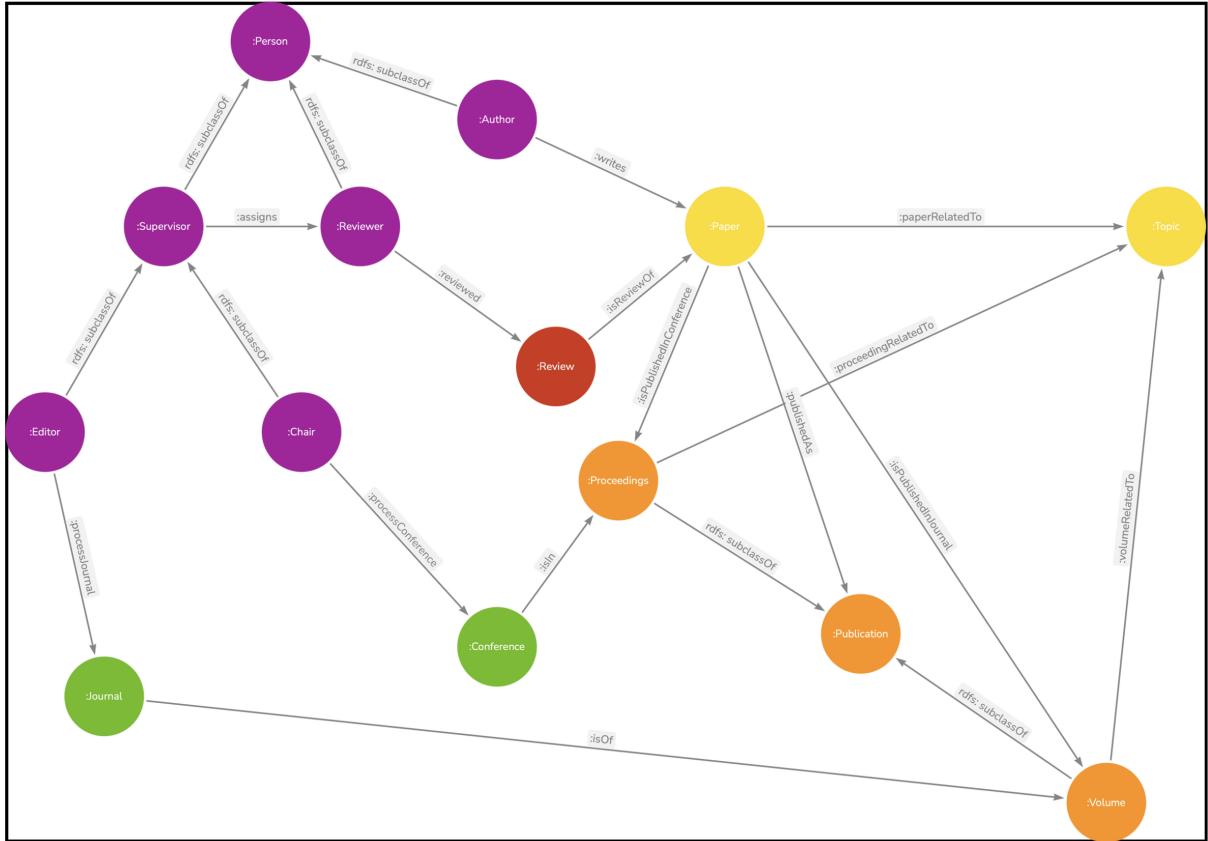 :Person
rdfs: subclassOf
:Author
rdfs: subclassOf
rdfs: subclassOf
:writes
:Supervisor
:assigns
:Reviewer
:Paper
:paperRelatedTo
:Topic
:reviewed
:isReviewOf
rdfs: subclassOf
rdfs: subclassOf
:isPublishedInConference
:proceedingRelatedTo
:Review
:publishedAs
:Editor
:Chair
:Proceedings
:isPublishedInJournal
:volumeRelatedTo
:processJournal
:processConference
:isIn
rdfs: subclassOf
:Conference
:Publication
:Journal
rdfs: subclassOf
:isOf
:Volume